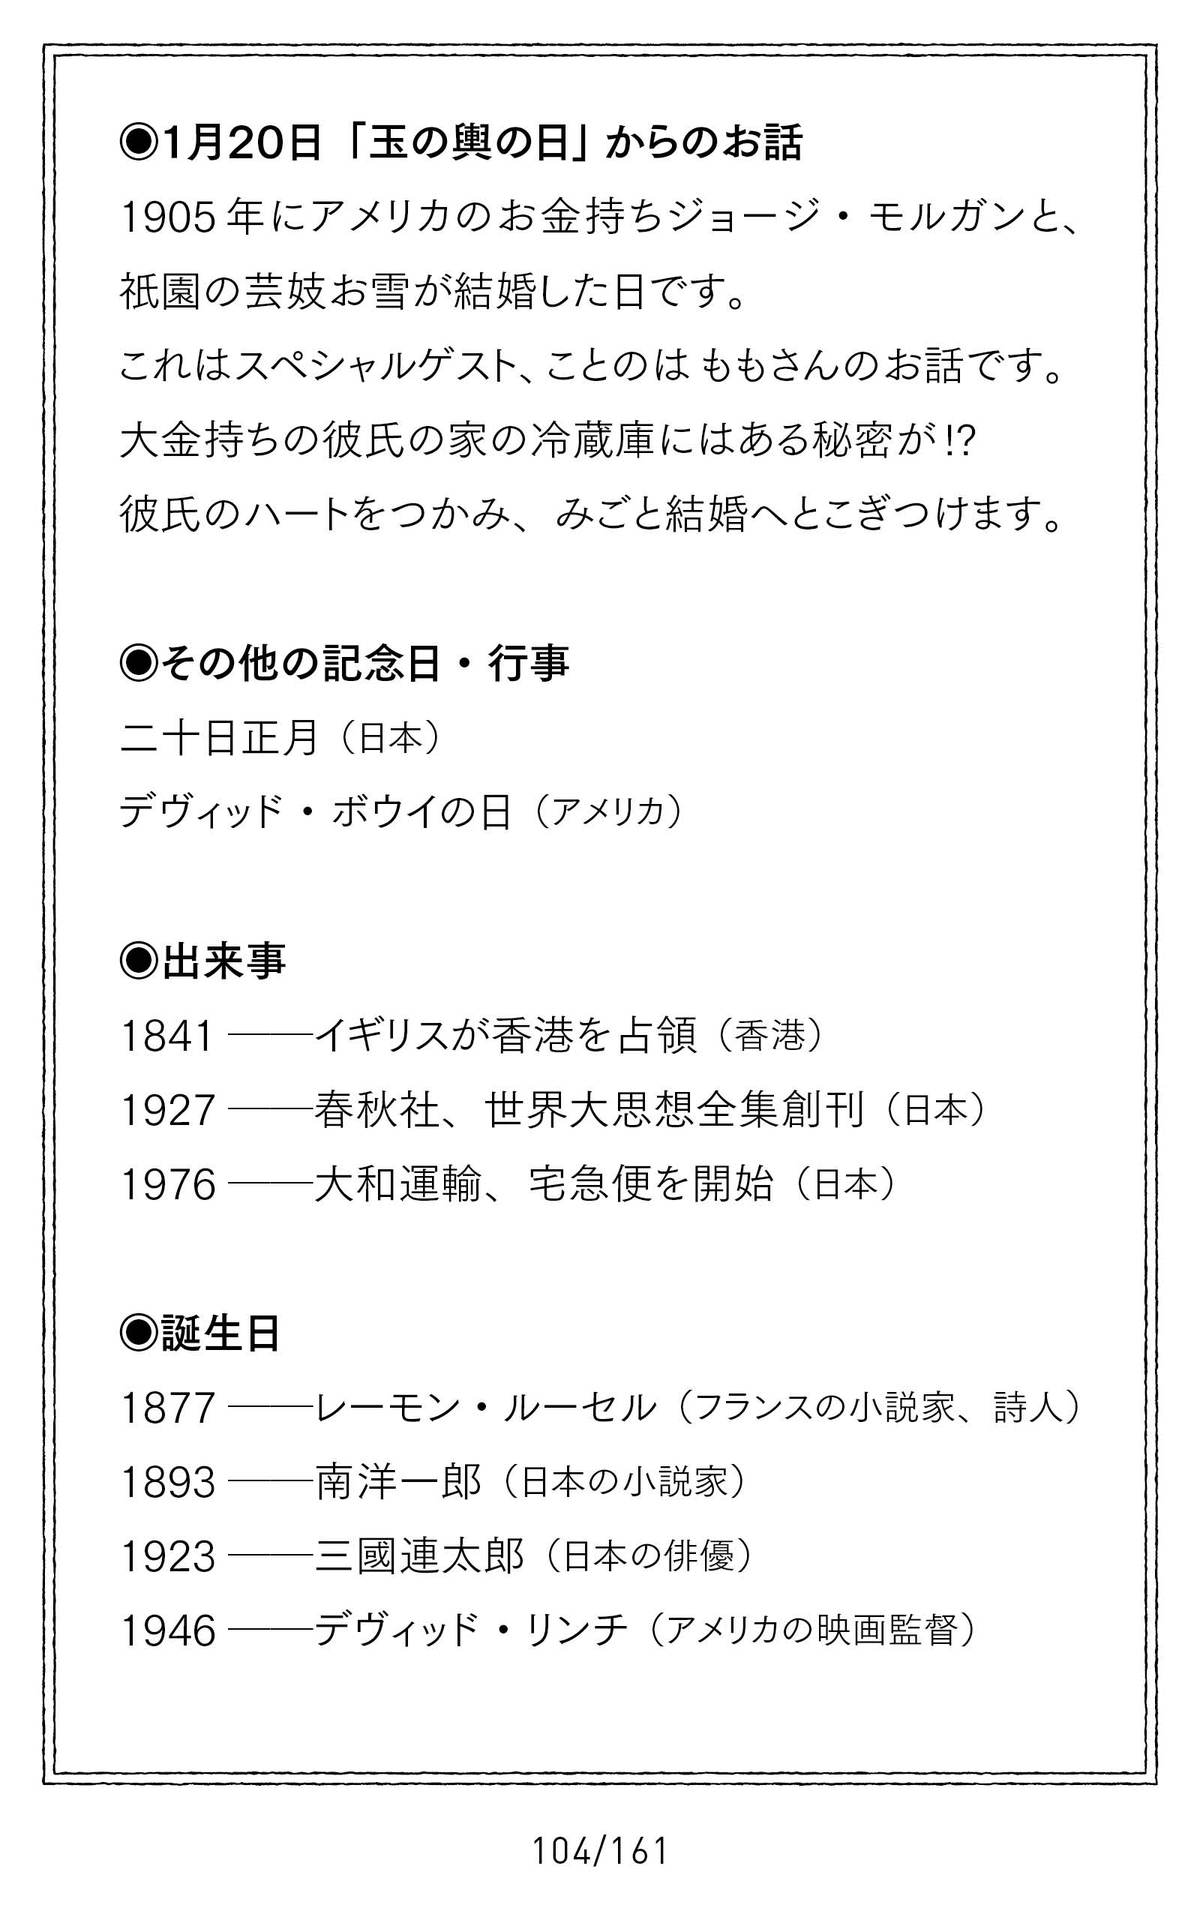 ◉1月20日「玉の輿の日」からのお話
1905年にアメリカのお金持ちジョージ・モルガンと、
祇園の芸妓お雪が結婚した日です。
これはスペシャルゲスト、ことのは ももさんのお話です。
大金持ちの彼氏の家の冷蔵庫にはある秘密が!?
彼氏のハートをつかみ、みごと結婚へとこぎつけます。
◉その他の記念日・行事
二十日正月（日本）
デヴィッド・ボウイの日（アメリカ）
◉出来事
1841 ──イギリスが香港を占領（香港）
1927 ──春秋社、世界大思想全集創刊（日本）
1976 ──大和運輸、宅急便を開始（日本）
◉誕生日
1877 ──レーモン・ルーセル（フランスの小説家、詩人）
1893 ──南洋一郎（日本の小説家）
1923 ──三國連太郎（日本の俳優）
1946 ──デヴィッド・リンチ（アメリカの映画監督）
104/161